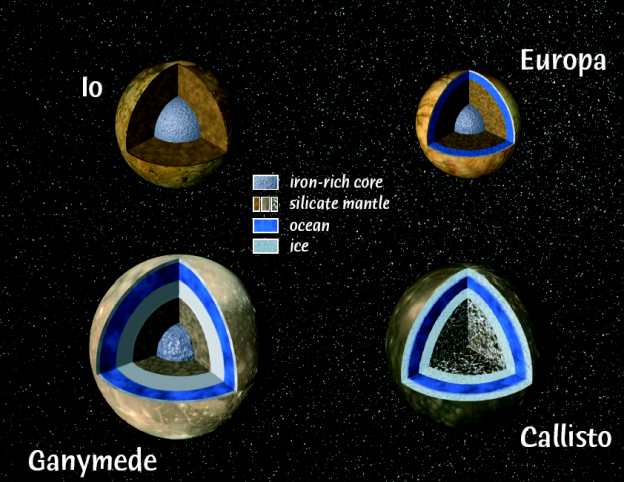 Io
Europa
iron-rich core
silicate mantle
ocean
ice
Ganymede
Callisto